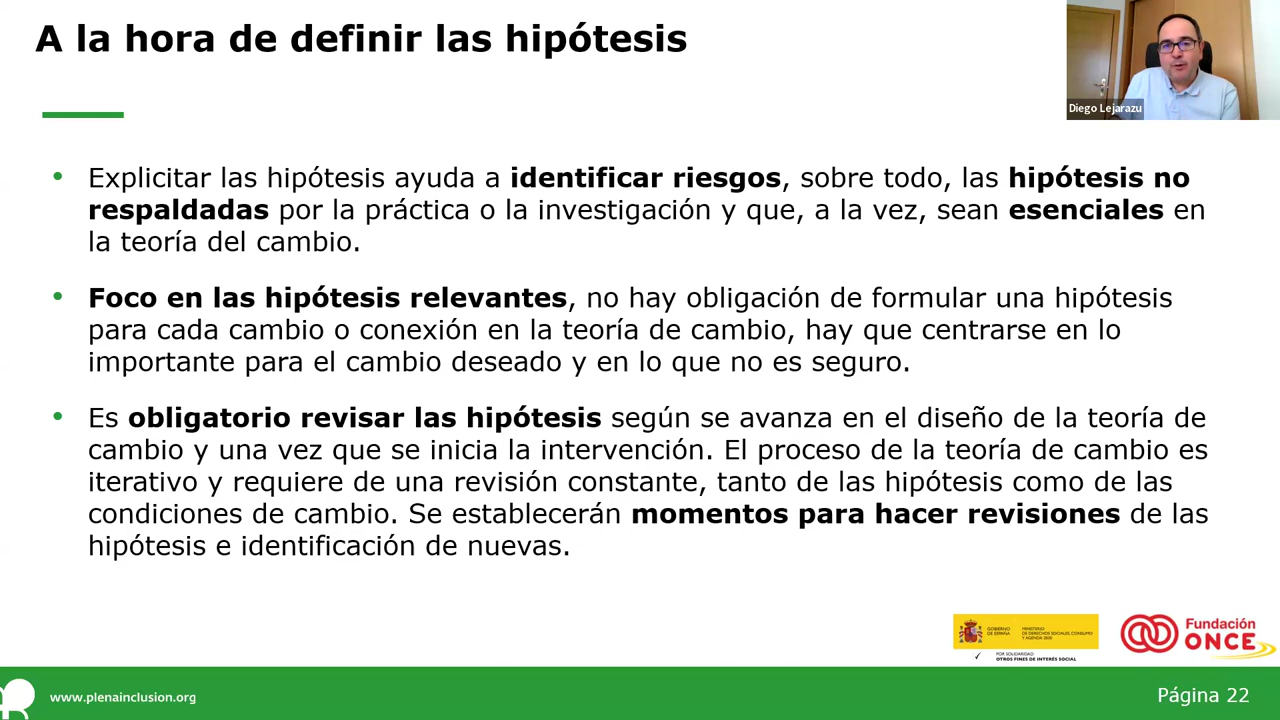 A la hora de definir las hipótesis
Diego Lejarazu
• Explicitar las hipótesis ayuda a identificar riesgos, sobre todo, las hipótesis no
respaldadas por la práctica o la investigación y que, a la vez, sean esenciales en
la teoría del cambio.
• Foco en las hipótesis relevantes, no hay obligación de formular una hipótesis
para cada cambio o conexión en la teoría de cambio, hay que centrarse en lo
importante para el cambio deseado y en lo que no es seguro.
• Es obligatorio revisar las hipótesis según se avanza en el diseño de la teoría de
cambio y una vez que se inicia la intervención. El proceso de la teoría de cambio es
iterativo y requiere de una revisión constante, tanto de las hipótesis como de las
condiciones de cambio. Se establecerán momentos para hacer revisiones de las
hipótesis e identificación de nuevas.
GOBIERNO
DE ESPAÑA
MINISTERIO
DE DERECHOS SOCIALES, CONSUMO
Y AGENDA 2030
POR SOLIDARIDAD
OTROS FINES DE INTERÉS SOCIAL
Fundación
ONCE
www.plenainclusion.org
Página 22